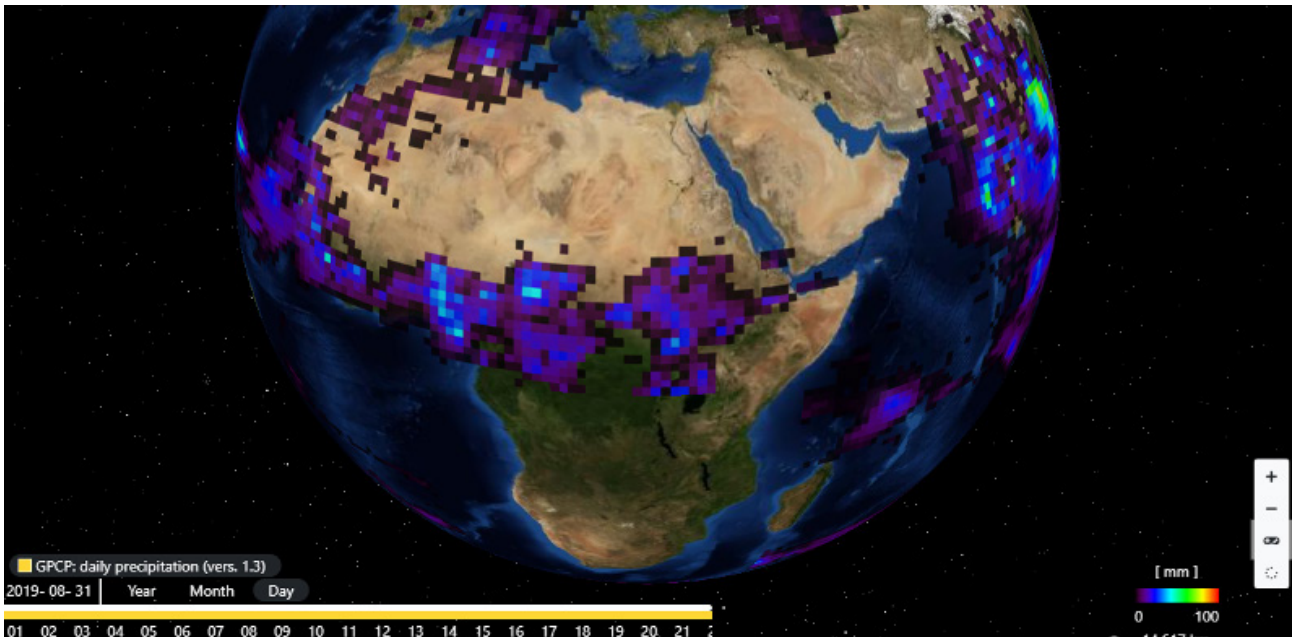 GPCP: daily precipitation (vers. 1.3)
2019- 08- 31 Year Month Day
01 02 03 04 05 06 07 08 09 10 11 12 13 14 15 16 17 18 19 20 21
[ mm ]
0 100